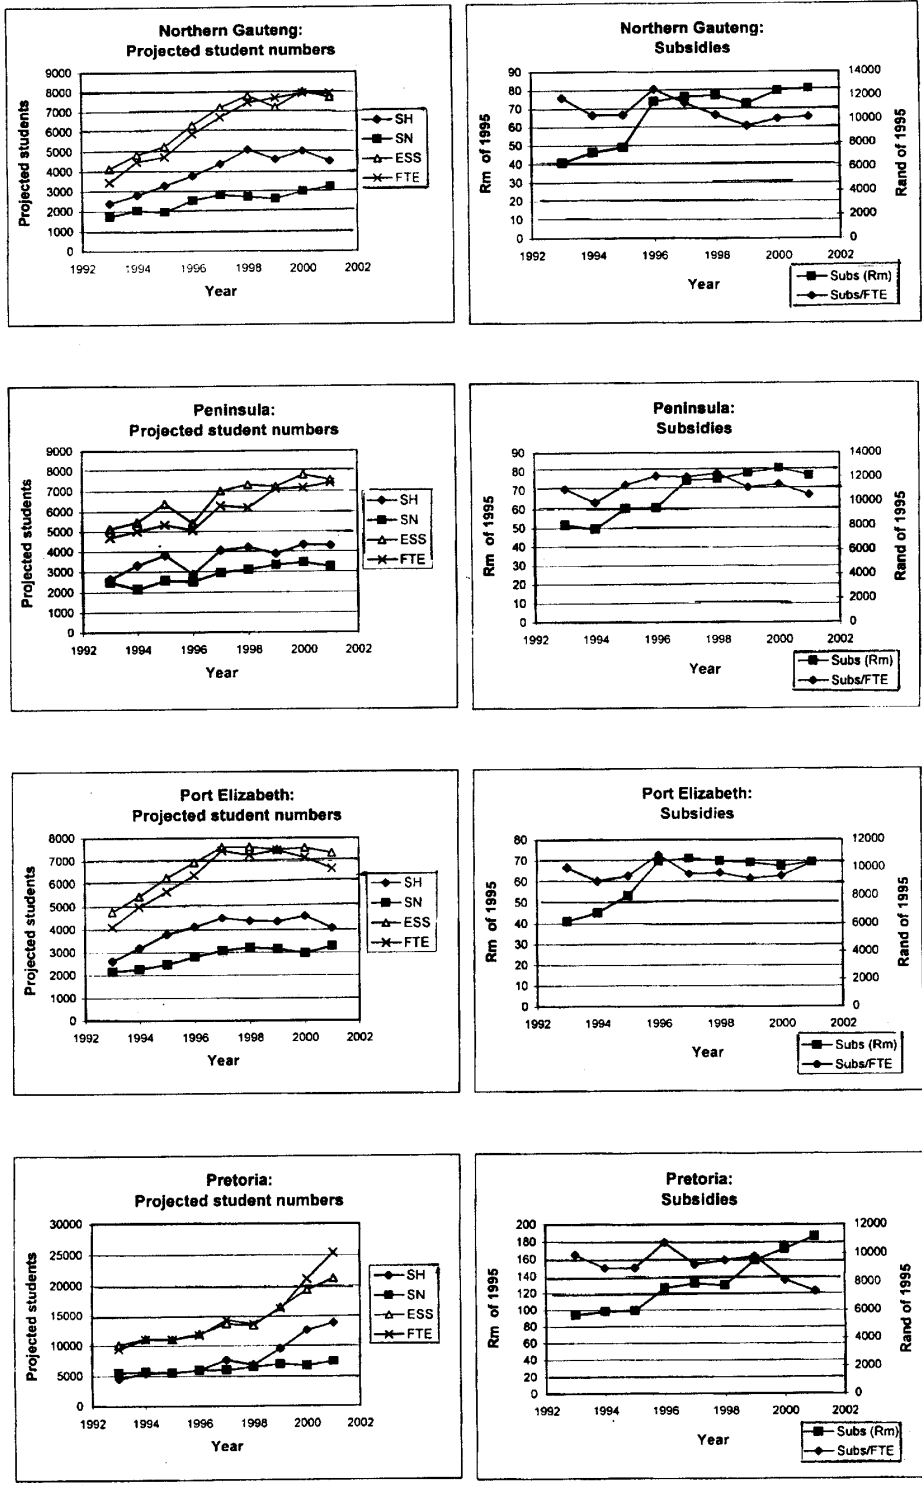 Northern Gauteng:
Projected student numbers
Projected students
9000
8000
7000
6000
5000
4000
3000
2000
1000
0
1992 1994 1996 1998 2000 2002
Year
SH
SN
ESS
FTE
Northern Gauteng:
Subsidies
Rm of 1995
90
80
70
60
50
40
30
20
10
0
14000
12000
10000
8000
6000
4000
2000
0
Rand of 1995
1992 1994 1996 1998 2000 2002
Year
Subs (Rm)
Subs/FTE
Peninsula:
Projected student numbers
Projected students
9000
8000
7000
6000
5000
4000
3000
2000
1000
0
1992 1994 1996 1998 2000 2002
Year
SH
SN
ESS
FTE
Peninsula:
Subsidies
Rm of 1995
90
80
70
60
50
40
30
20
10
0
14000
12000
10000
8000
6000
4000
2000
0
Rand of 1995
1992 1994 1996 1998 2000 2002
Year
Subs (Rm)
Subs/FTE
Port Elizabeth:
Projected student numbers
Projected students
8000
7000
6000
5000
4000
3000
2000
1000
0
1992 1994 1996 1998 2000 2002
Year
SH
SN
ESS
FTE
Port Elizabeth:
Subsidies
Rm of 1995
80
70
60
50
40
30
20
10
0
12000
10000
8000
6000
4000
2000
0
Rand of 1995
1992 1994 1996 1998 2000 2002
Year
Subs (Rm)
Subs/FTE
Pretoria:
Projected student numbers
Projected students
30000
25000
20000
15000
10000
5000
0
1992 1994 1996 1998 2000 2002
Year
SH
SN
ESS
FTE
Pretoria:
Subsidies
Rm of 1995
200
180
160
140
120
100
80
60
40
20
0
12000
10000
8000
6000
4000
2000
0
Rand of 1995
1992 1994 1996 1998 2000 2002
Year
Subs (Rm)
Subs/FTE